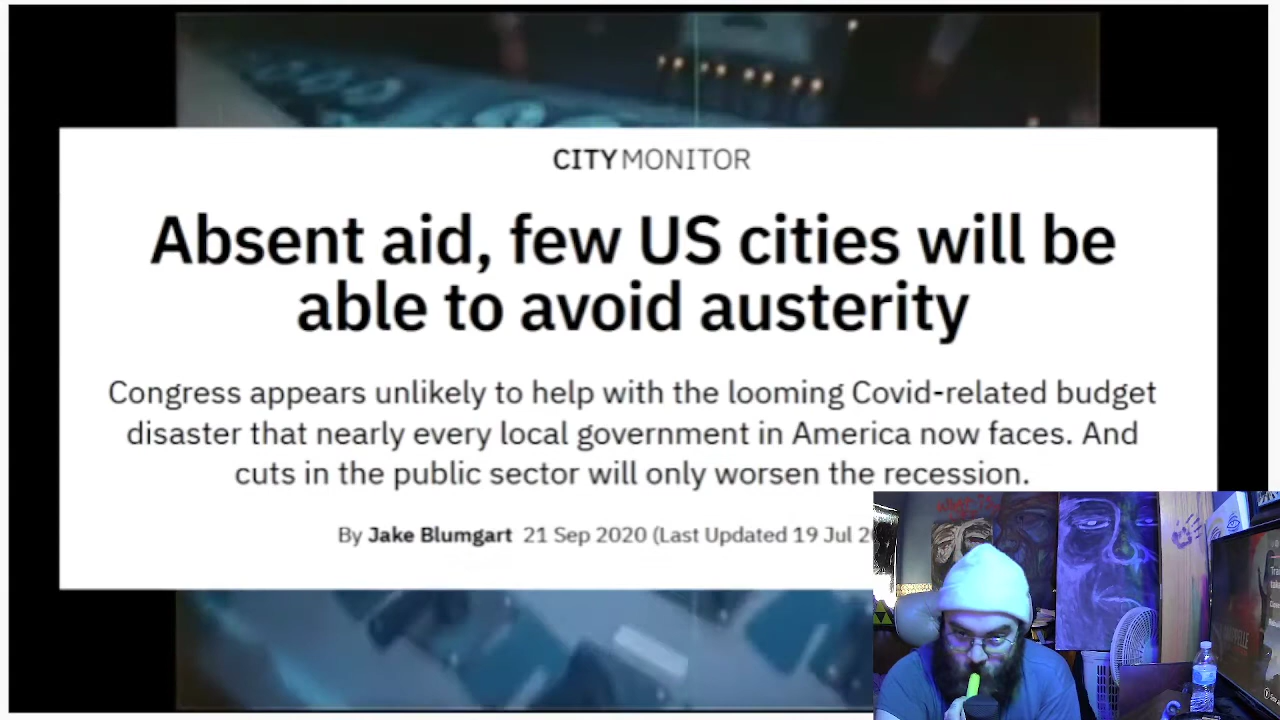 CITYMONITOR
Absent aid, few US cities will be
able to avoid austerity
Congress appears unlikely to help with the looming Covid-related budget
disaster that nearly every local government in America now faces. And
cuts in the public sector will only worsen the recession.
By Jake Blumgart 21 Sep 2020 (Last Updated 19 Jul